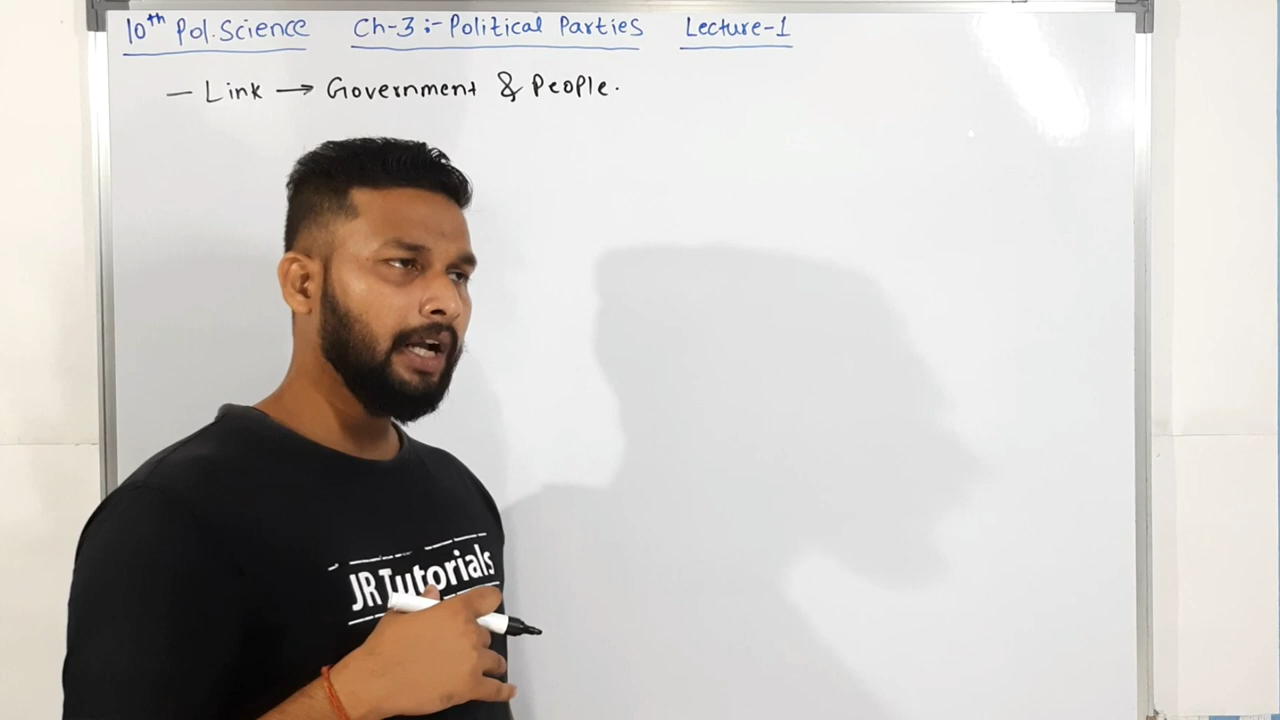 10th Pol. Science Ch-3 :- Political Parties Lecture-1
— Link → Government & People.
JR Tutorials